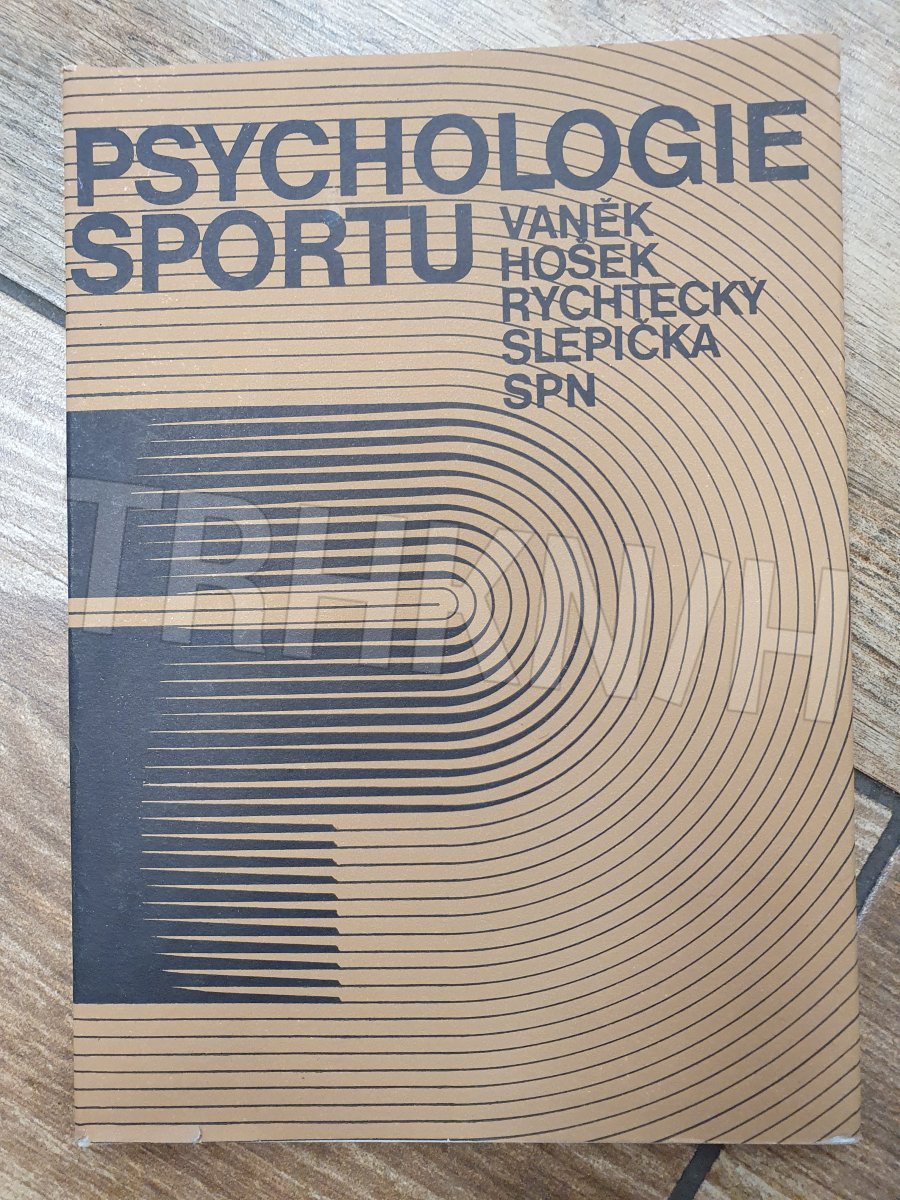 PSYCHOLOGIE
SPORTU
VANĚK
HOŠEK
RYCHTECKÝ
SLEPIČKA
SPN
TRHKNIH